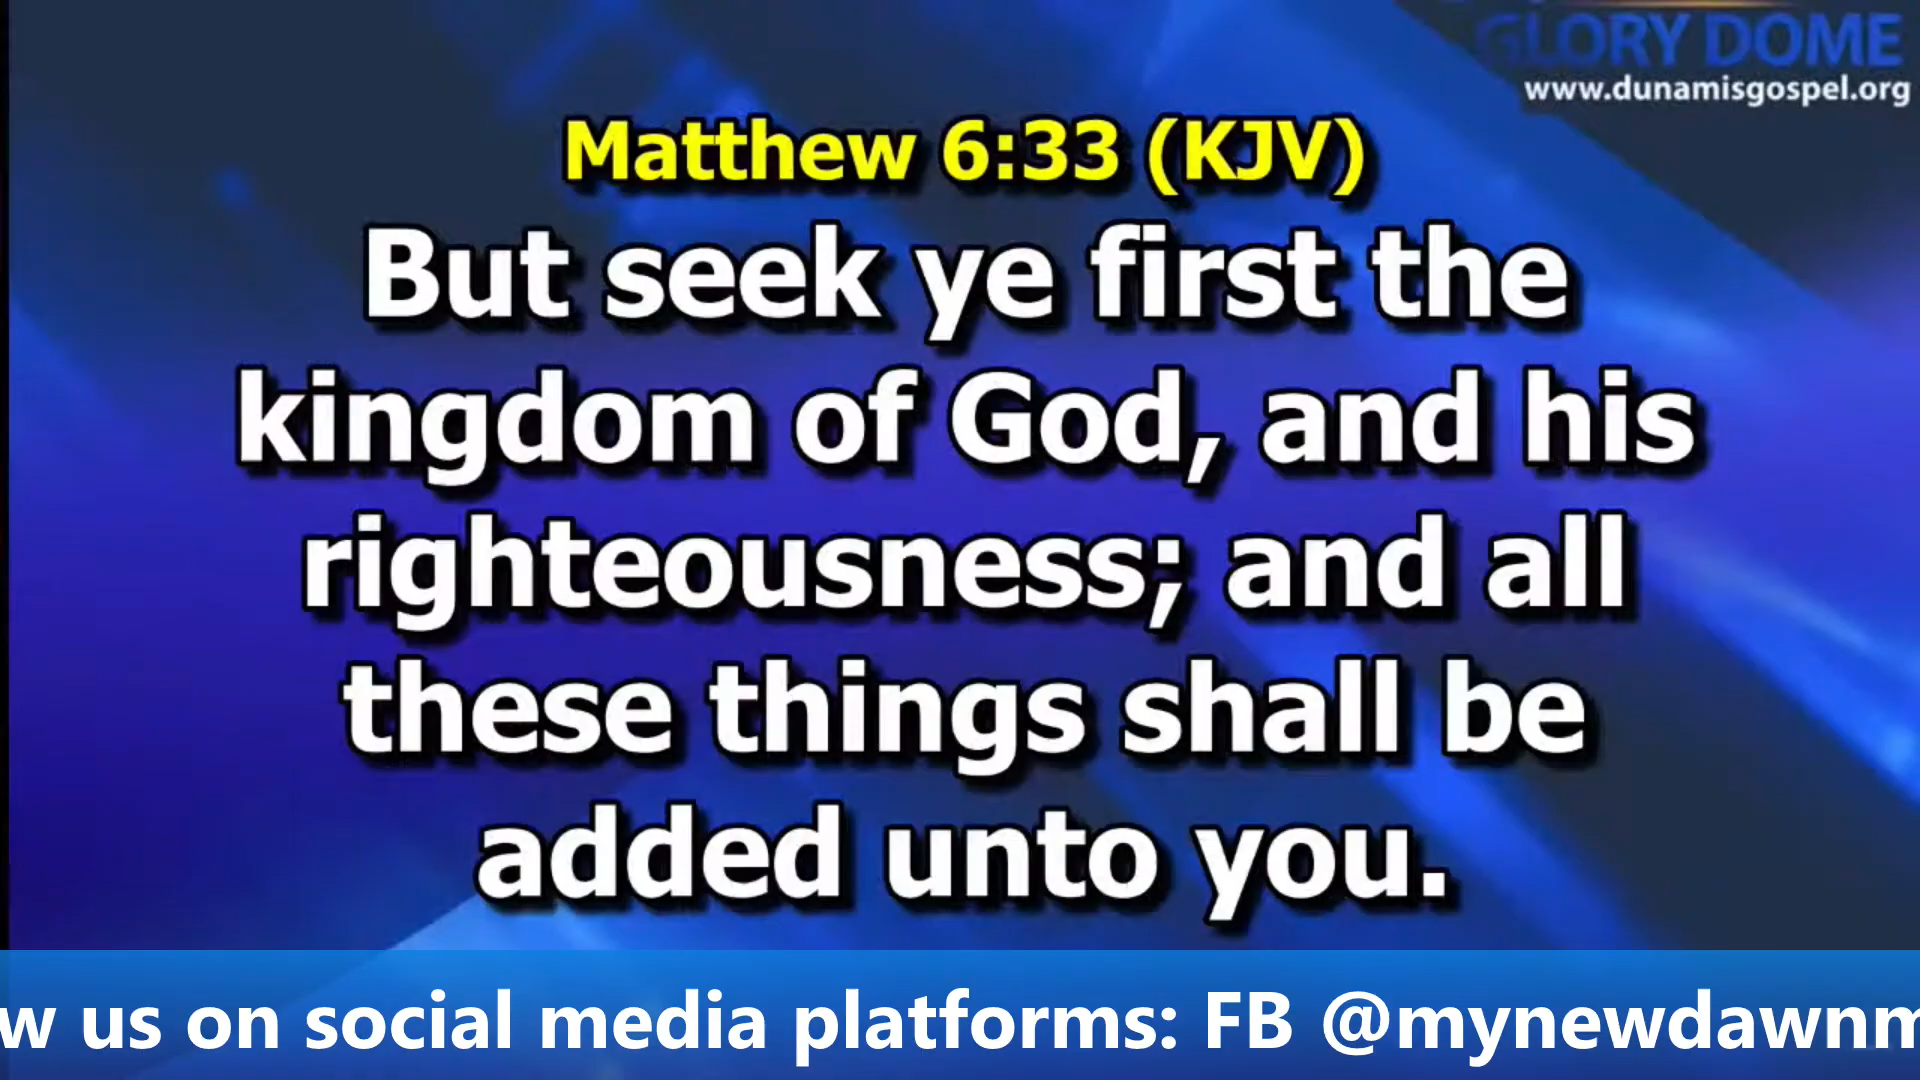 GLORY DOME
www.dunamisgospel.org
Matthew 6:33 (KJV)
But seek ye first the
kingdom of God, and his
righteousness; and all
these things shall be
added unto you.
us on social media platforms: FB